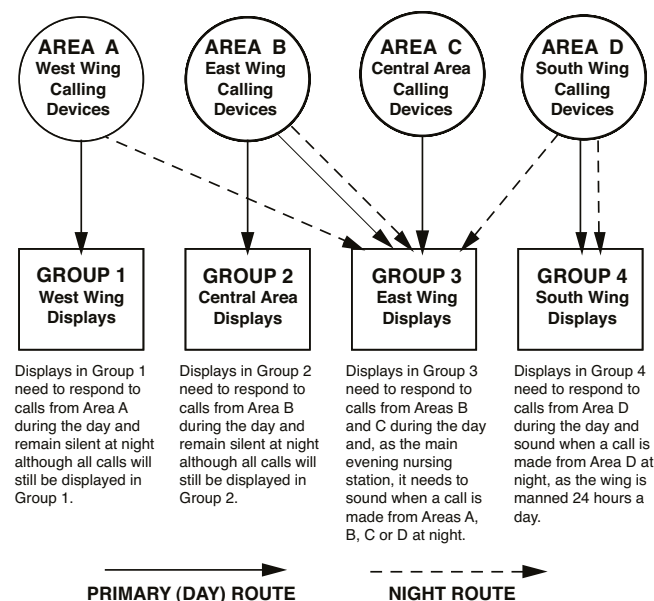 AREA A
West Wing
Calling
Devices
AREA B
East Wing
Calling
Devices
AREA C
Central Area
Calling
Devices
AREA D
South Wing
Calling
Devices
GROUP 1
West Wing
Displays
GROUP 2
Central Area
Displays
GROUP 3
East Wing
Displays
GROUP 4
South Wing
Displays
Displays in Group 1
need to respond to
calls from Area A
during the day and
remain silent at night
although all calls will
still be displayed in
Group 1.
Displays in Group 2
need to respond to
calls from Area B
during the day and
remain silent at night
although all calls will
still be displayed in
Group 2.
Displays in Group 3
need to respond to
calls from Areas B
and C during the day
and, as the main
evening nursing
station, it needs to
sound when a call is
made from Areas A,
B, C or D at night.
Displays in Group 4
need to respond to
calls from Area D
during the day and
sound when a call is
made from Area D at
night, as the wing is
manned 24 hours a
day.
PRIMARY (DAY) ROUTE
NIGHT ROUTE